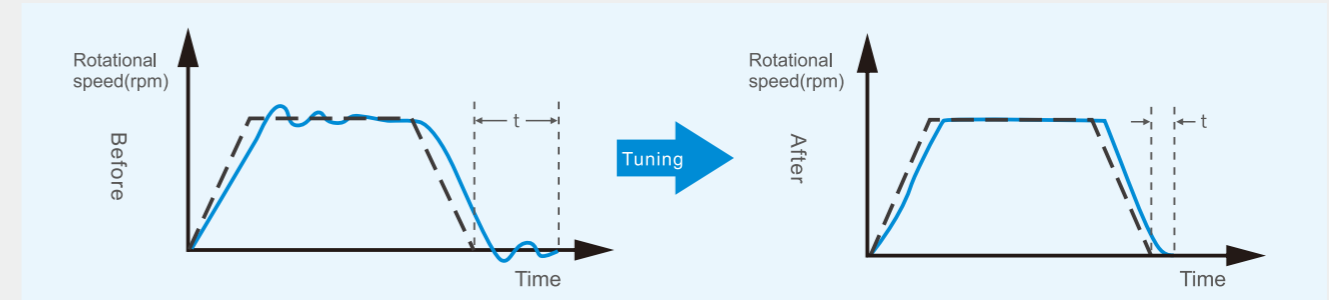 Rotational
speed(rpm)
Before
t
Time
Tuning
Rotational
speed(rpm)
After
t
Time